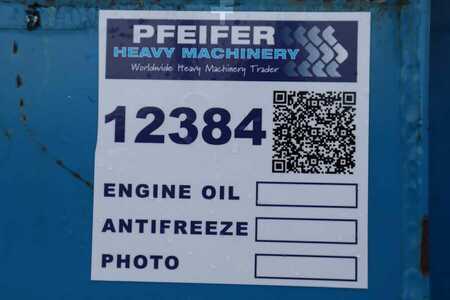 PFEIFER
HEAVY MACHINERY
Worldwide Heavy Machinery Trader
12384
ENGINE OIL
ANTIFREEZE
PHOTO